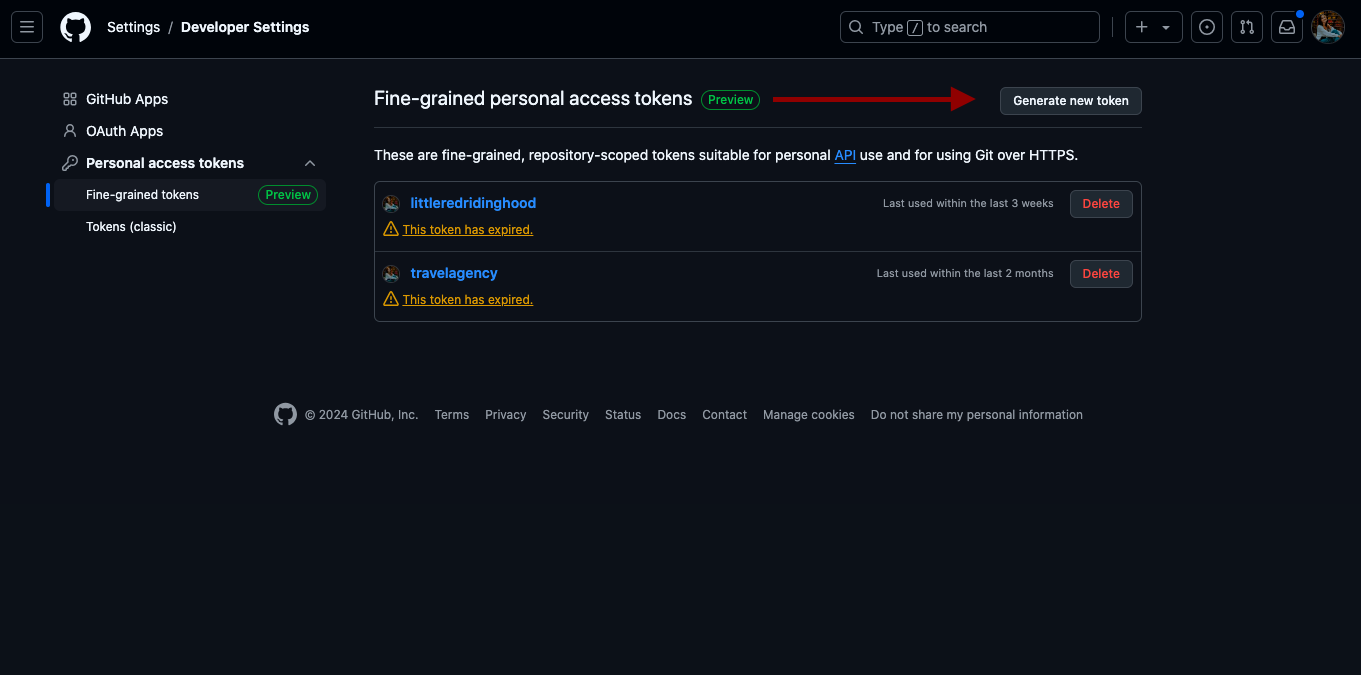 Settings / Developer Settings
Type / to search
GitHub Apps
OAuth Apps
Personal access tokens
Fine-grained tokens Preview
Tokens (classic)
Fine-grained personal access tokens Preview
Generate new token
These are fine-grained, repository-scoped tokens suitable for personal API use and for using Git over HTTPS.
littleredridinghood Last used within the last 3 weeks Delete
This token has expired.
travelagency Last used within the last 2 months Delete
This token has expired.
© 2024 GitHub, Inc. Terms Privacy Security Status Docs Contact Manage cookies Do not share my personal information